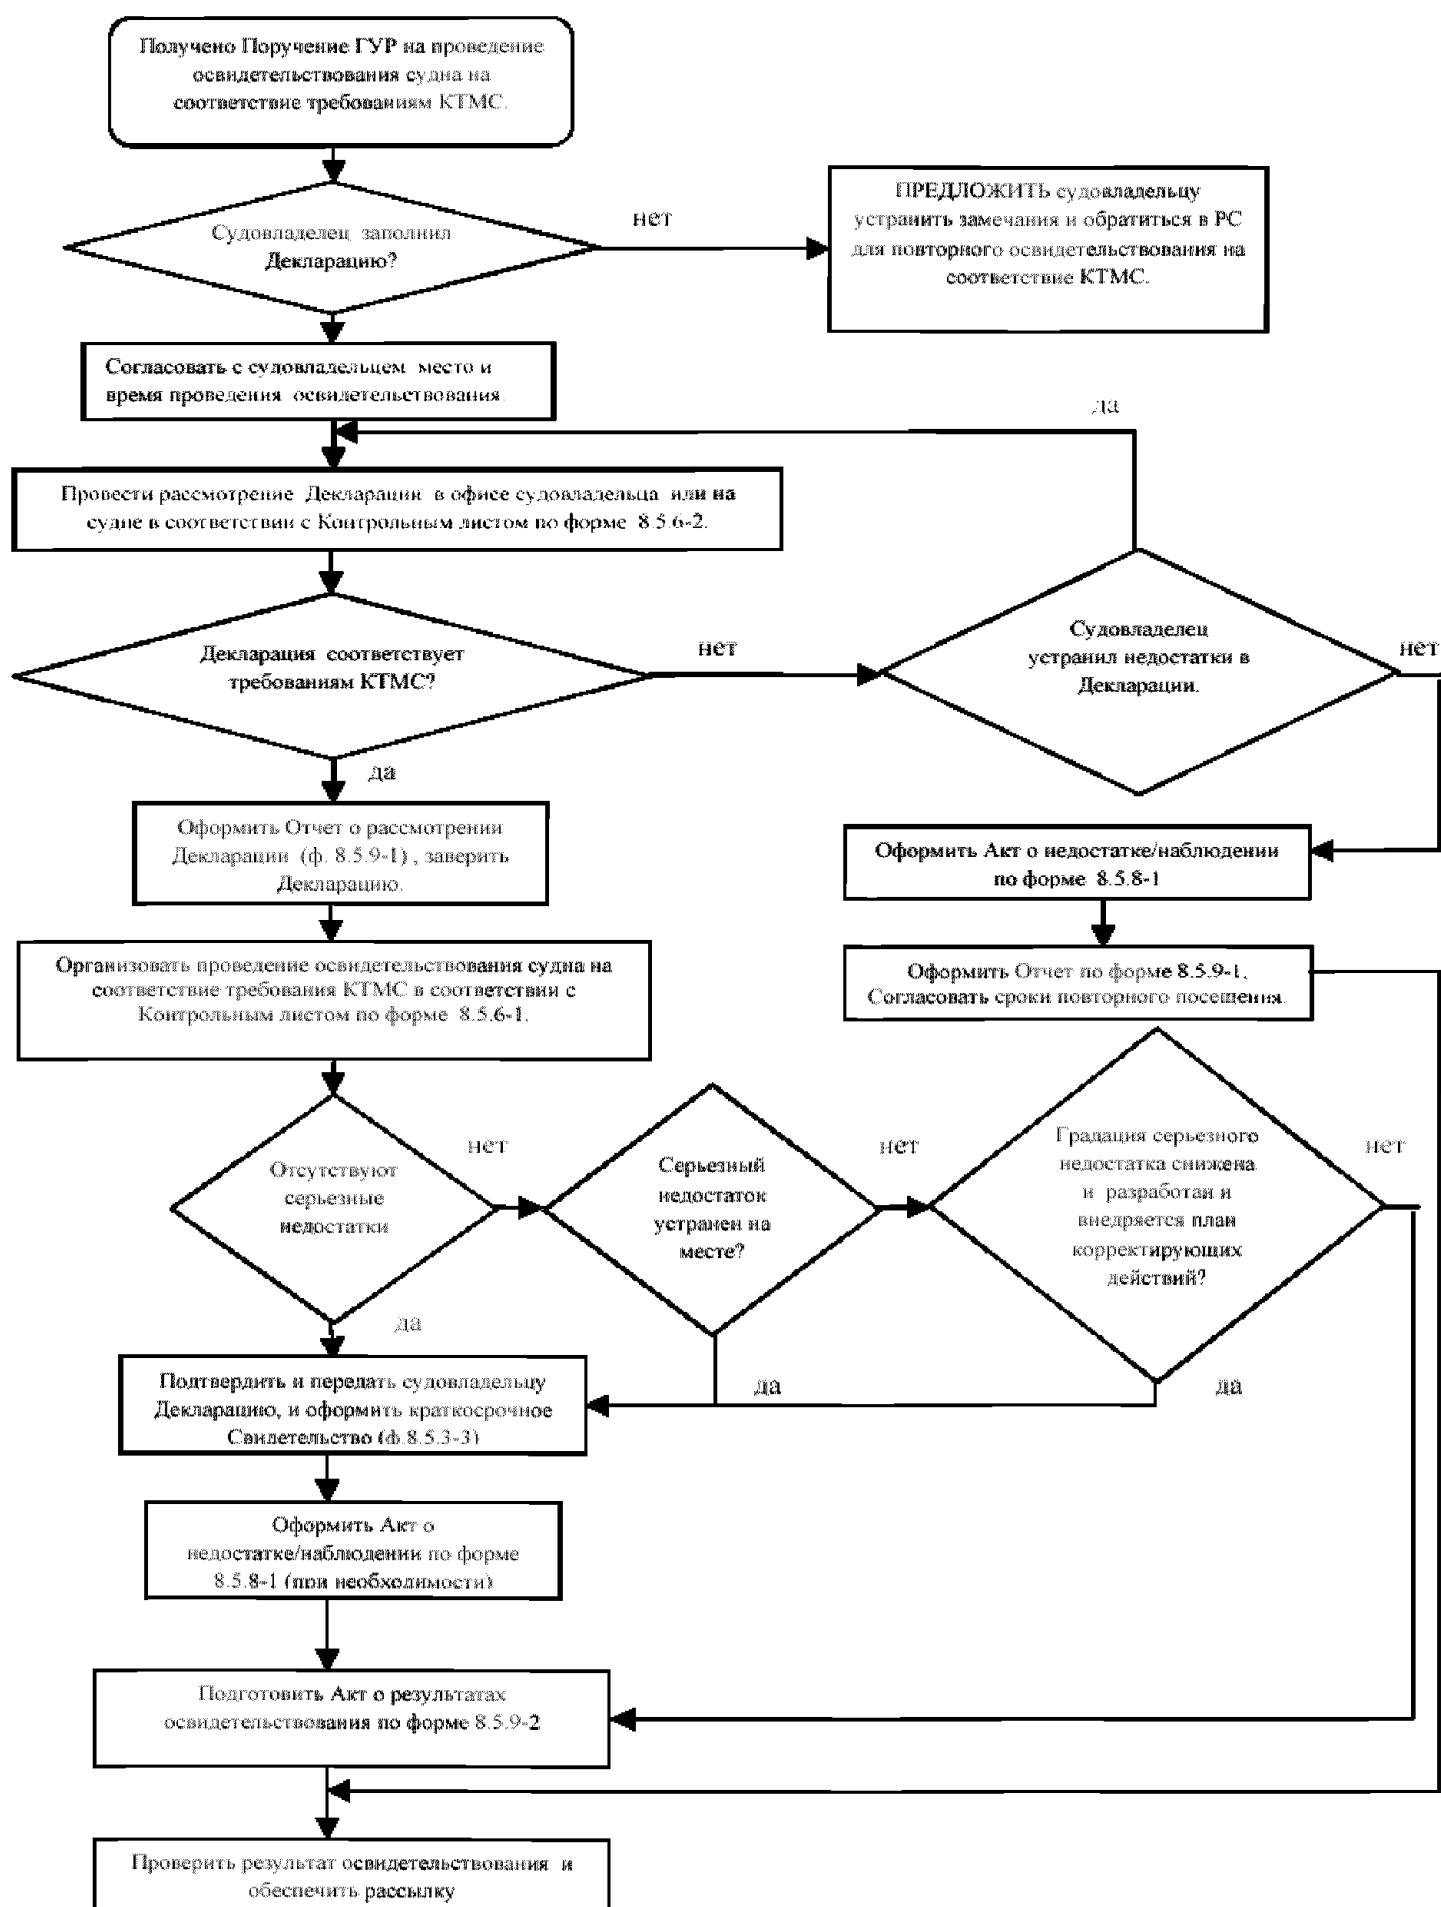 Получено Поручение ГУР на проведение
освидетельствования судна на
соответствие требованиям КТМС.
Судовладелец заполнил
Декларацию?
нет
ПРЕДЛОЖИТЬ судовладельцу
устранить замечания и обратиться в РС
для повторного освидетельствования на
соответствие КТМС.
Согласовать с судовладельцем место и
время проведения освидетельствования.
да
Провести рассмотрение Декларации в офисе судовладельца или на
судне в соответствии с Контрольным листом по форме 8.5.6-2.
Декларация соответствует
требованиям КТМС?
нет
Судовладелец
устранил недостатки в
Декларации.
нет
да
Оформить Отчет о рассмотрении
Декларации (ф. 8.5.9-1) , заверить
Декларацию.
Оформить Акт о недостатке/наблюдении
по форме 8.5.8-1
Организовать проведение освидетельствования судна на
соответствие требования КТМС в соответствии с
Контрольным листом по форме 8.5.6-1.
Оформить Отчет по форме 8.5.9-1,
Согласовать сроки повторного посещения.
Отсутствуют
серьезные
недостатки
нет
Серьезный
недостаток
устранен на
месте?
нет
Градация серьезного
недостатка снижена
и разработан и
внедряется план
корректирующих
действий?
нет
да
Подтвердить и передать судовладельцу
Декларацию, и оформить краткосрочное
Свидетельство (ф.8.5.3-3)
да
да
Оформить Акт о
недостатке/наблюдении по форме
8.5.8-1 (при необходимости)
Подготовить Акт о результатах
освидетельствования по форме 8.5.9-2
Проверить результат освидетельствования и
обеспечить рассылку